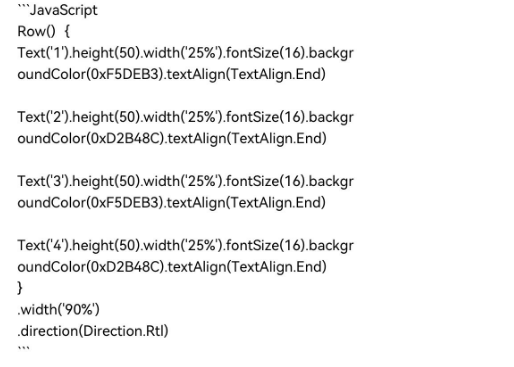 ```JavaScript
Row()  {
Text('1').height(50).width('25%').fontSize(16).backgr
oundColor(0xF5DEB3).textAlign(TextAlign.End)

Text('2').height(50).width('25%').fontSize(16).backgr
oundColor(0xD2B48C).textAlign(TextAlign.End)

Text('3').height(50).width('25%').fontSize(16).backgr
oundColor(0xF5DEB3).textAlign(TextAlign.End)

Text('4').height(50).width('25%').fontSize(16).backgr
oundColor(0xD2B48C).textAlign(TextAlign.End)
}
.width('90%')
.direction(Direction.Rtl)
```